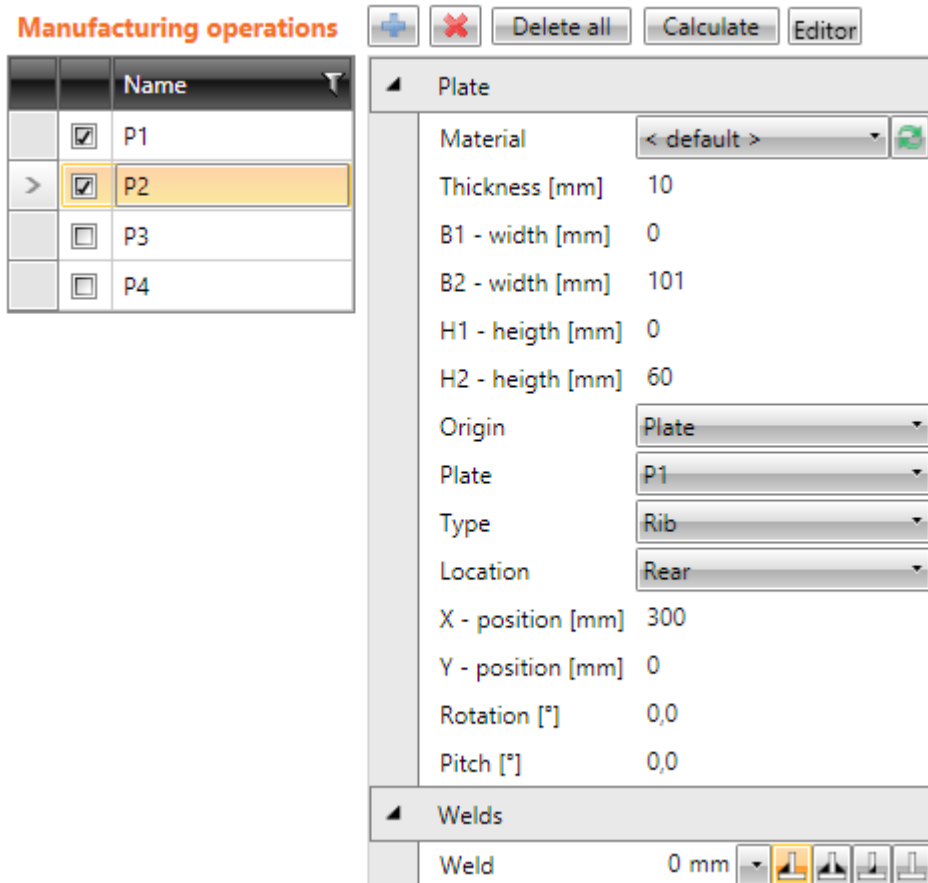 Manufacturing operations
Delete all Calculate Editor
Name
P1
P2
P3
P4
Plate
Material < default >
Thickness [mm] 10
B1 - width [mm] 0
B2 - width [mm] 101
H1 - heigth [mm] 0
H2 - heigth [mm] 60
Origin Plate
Plate P1
Type Rib
Location Rear
X - position [mm] 300
Y - position [mm] 0
Rotation [°] 0,0
Pitch [°] 0,0
Welds
Weld 0 mm